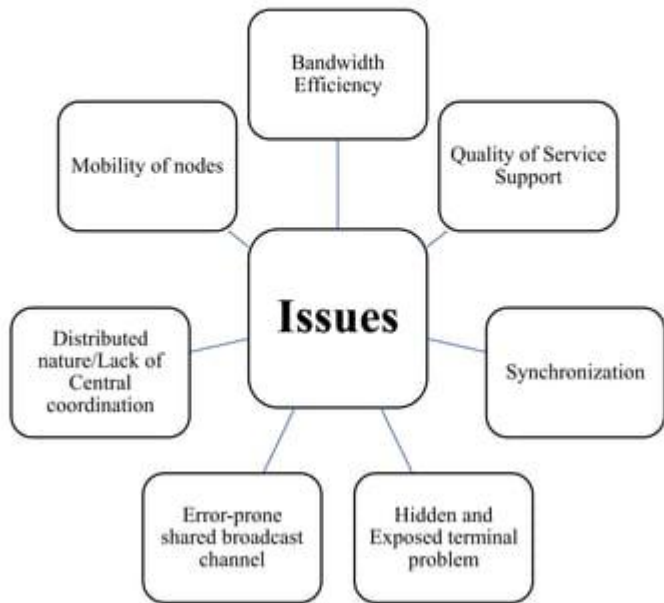 Bandwidth
Efficiency
Mobility of nodes
Quality of Service
Support
Issues
Distributed
nature/Lack of
Central
coordination
Synchronization
Error-prone
shared broadcast
channel
Hidden and
Exposed terminal
problem